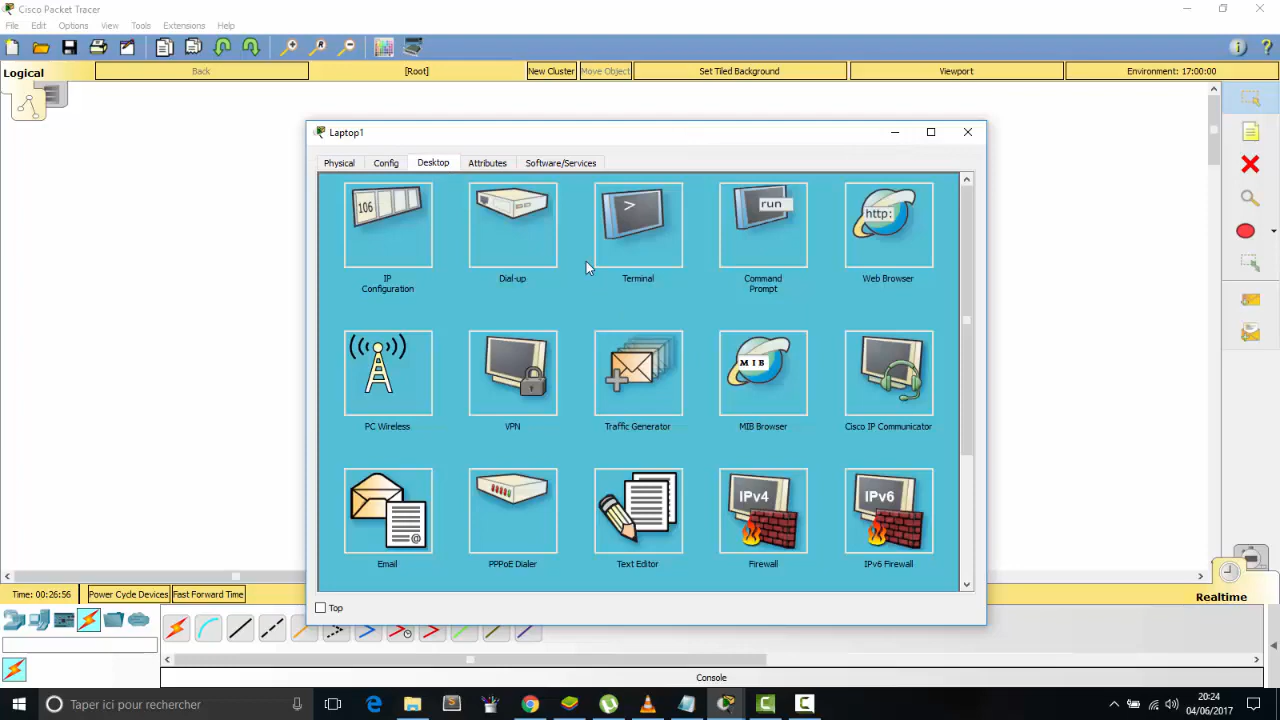 Cisco Packet Tracer
File Edit Options View Tools Extensions Help
Logical
Back
[Root]
New Cluster
Move Object
Set Tiled Background
Viewport
Environment: 17:00:00
Laptop1
Physical Config Desktop Attributes Software/Services
106
>
run
http:
IP
Configuration
Dial-up
Terminal
Command
Prompt
Web Browser
MIB
PC Wireless
VPN
Traffic Generator
MIB Browser
Cisco IP Communicator
@
IPv4
IPv6
Email
PPPoE Dialer
Text Editor
Firewall
IPv6 Firewall
Top
Time: 00:26:56
Power Cycle Devices
Fast Forward Time
Realtime
Console
Taper ici pour rechercher
20:24
04/06/2017